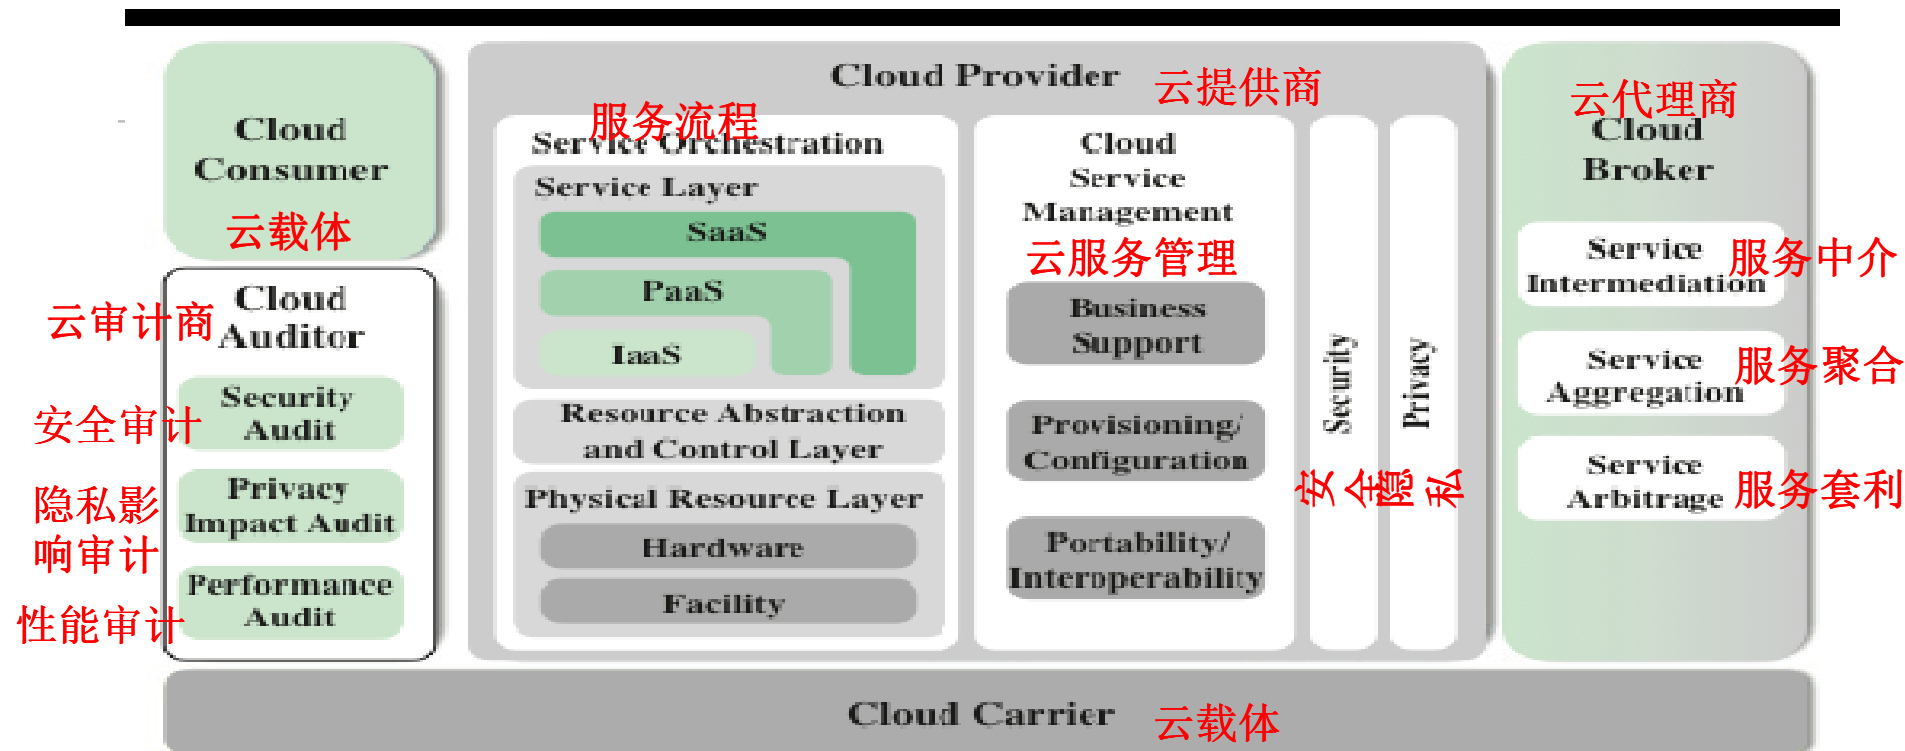 Cloud
Consumer
云载体
云审计商
Cloud
Auditor
安全审计
Security
Audit
隐私影
响审计
Privacy
Impact Audit
性能审计
Performance
Audit
Cloud Provider
云提供商
服务流程
Service Orchestration
Service Layer
SaaS
PaaS
IaaS
Resource Abstraction
and Control Layer
Physical Resource Layer
Hardware
Facility
Cloud
Service
Management
云服务管理
Business
Support
Provisioning/
Configuration
Portability/
Interoperability
Security
安全
Privacy
隐私
云代理商
Cloud
Broker
Service
Intermediation
服务中介
Service
Aggregation
服务聚合
Service
Arbitrage
服务套利
Cloud Carrier
云载体